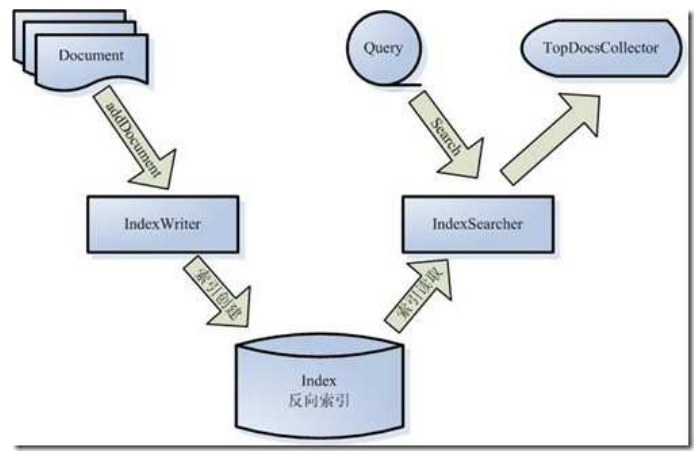 Document
Query
TopDocsCollector
addDocument
Search
IndexWriter
IndexSearcher
索引创建
索引读取
Index
反向索引